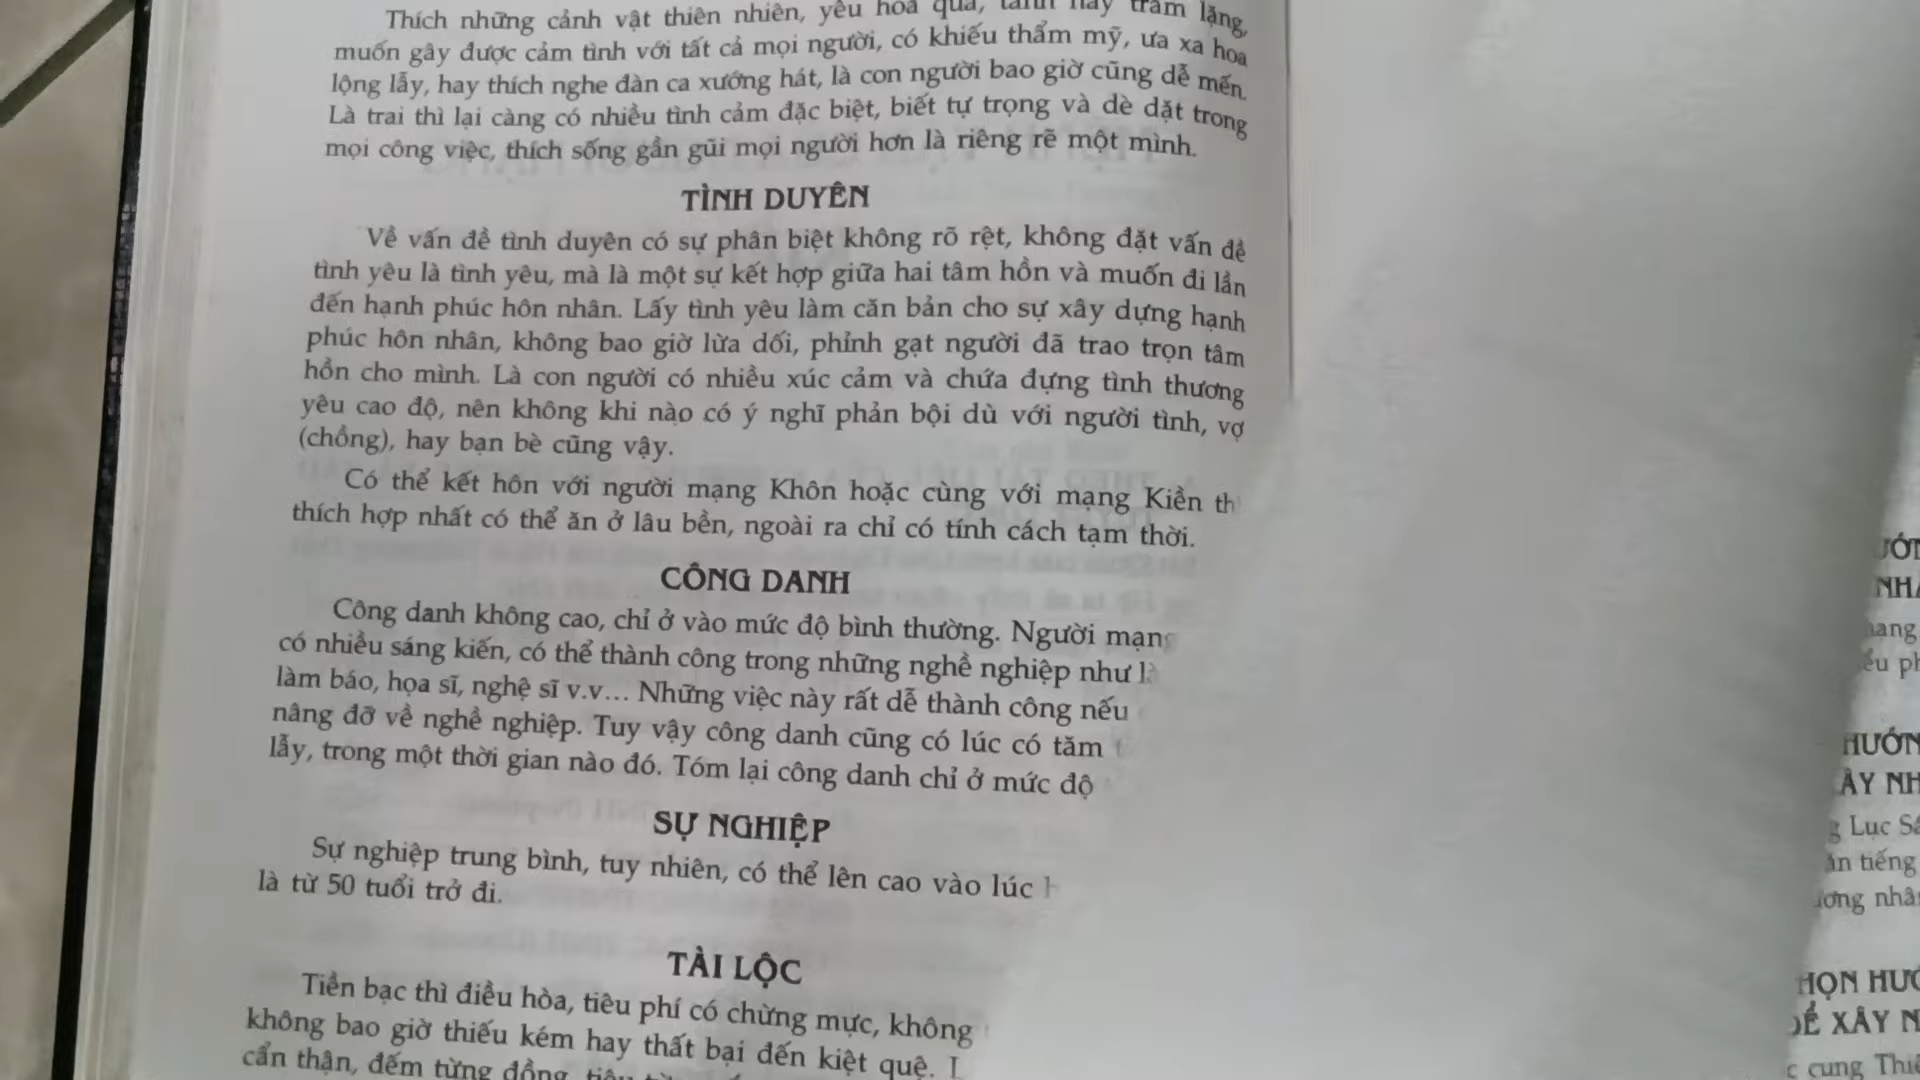 Thích những cảnh vật thiên nhiên, yêu hoa quả, tánh hay trầm lặng,
muốn gây được cảm tình với tất cả mọi người, có khiếu thẩm mỹ, ưa xa hoa
lộng lẫy, hay thích nghe đàn ca xướng hát, là con người bao giờ cũng dễ mến.
Là trai thì lại càng có nhiều tình cảm đặc biệt, biết tự trọng và dè dặt trong
mọi công việc, thích sống gần gũi mọi người hơn là riêng rẽ một mình.
TÌNH DUYÊN
Về vấn đề tình duyên có sự phân biệt không rõ rệt, không đặt vấn đề
tình yêu là tình yêu, mà là một sự kết hợp giữa hai tâm hồn và muốn đi lần
đến hạnh phúc hôn nhân. Lấy tình yêu làm căn bản cho sự xây dựng hạnh
phúc hôn nhân, không bao giờ lừa dối, phỉnh gạt người đã trao trọn tâm
hồn cho mình. Là con người có nhiều xúc cảm và chứa đựng tình thương
yêu cao độ, nên không khi nào có ý nghĩ phản bội dù với người tình, vợ
(chồng), hay bạn bè cũng vậy.
Có thể kết hôn với người mạng Khôn hoặc cùng với mạng Kiền
thích hợp nhất có thể ăn ở lâu bền, ngoài ra chỉ có tính cách tạm thời.
CÔNG DANH
Công danh không cao, chỉ ở vào mức độ bình thường. Người mạng
có nhiều sáng kiến, có thể thành công trong những nghề nghiệp như
làm báo, họa sĩ, nghệ sĩ v.v... Những việc này rất dễ thành công nếu
nâng đỡ về nghề nghiệp. Tuy vậy công danh cũng có lúc có tăm
lẫy, trong một thời gian nào đó. Tóm lại công danh chỉ ở mức độ
SỰ NGHIỆP
Sự nghiệp trung bình, tuy nhiên, có thể lên cao vào lúc
là từ 50 tuổi trở đi.
TÀI LỘC
Tiền bạc thì điều hòa, tiêu phí có chừng mực, không
không bao giờ thiếu kém hay thất bại đến kiệt quệ.
cẩn thận, đếm từng đồng,
HƯỚN
Lục
tiếng
HƯỚ
ĐỂ XÂY
cung